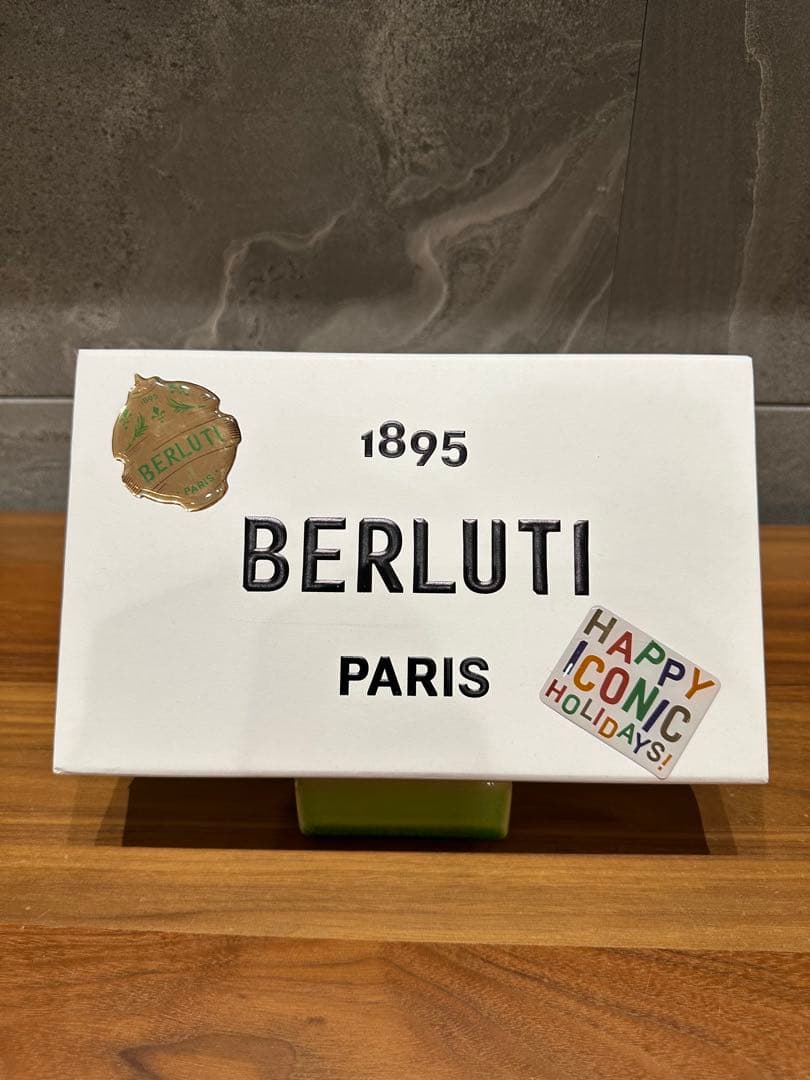 1895
BERLUTI
PARIS
1895
BERLUTI
PARIS
HAPPY
ICONIC
HOLIDAYS!